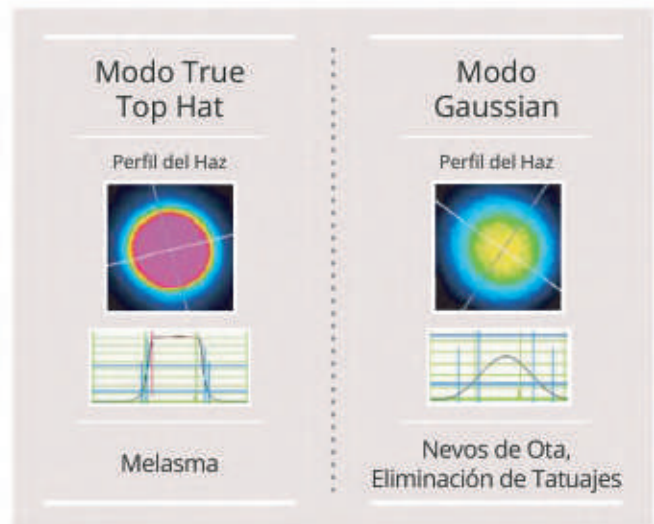 Modo True
Top Hat
Perfil del Haz
Melasma
Modo
Gaussian
Perfil del Haz
Nevos de Ota,
Eliminación de Tatuajes